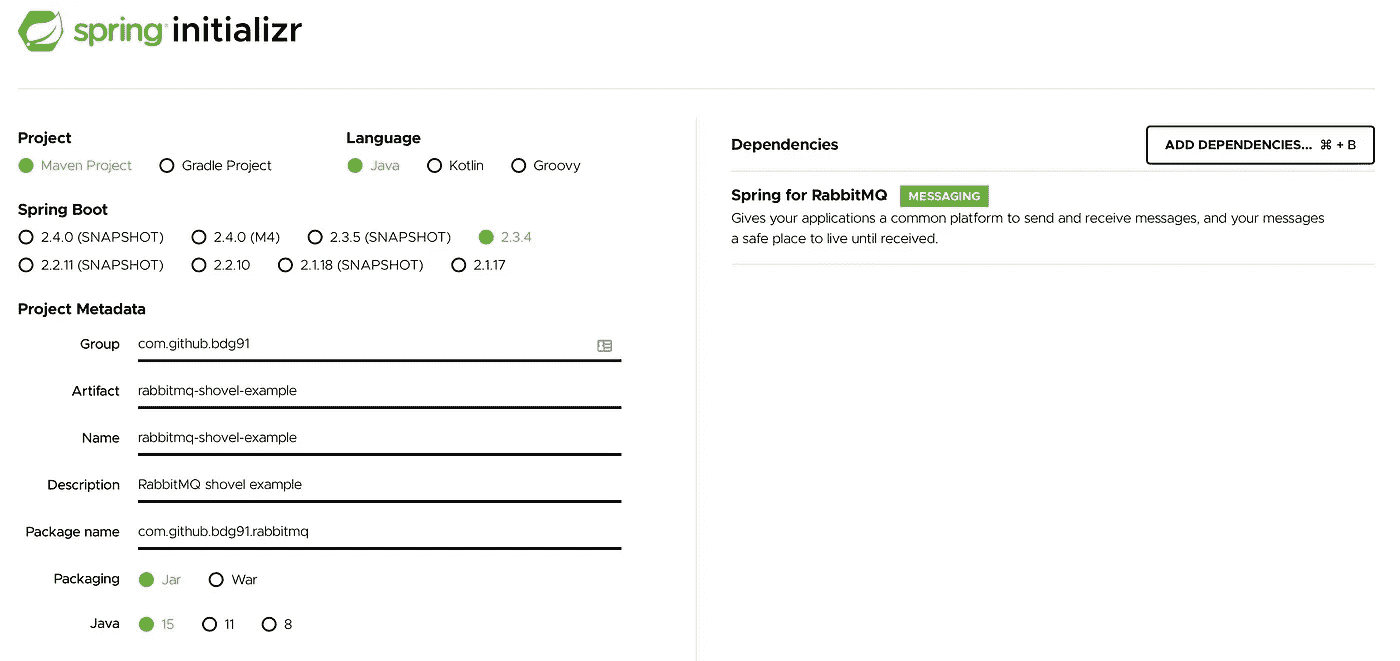 spring initializr
Project
Maven Project Gradle Project
Language
Java Kotlin Groovy
Spring Boot
2.4.0 (SNAPSHOT) 2.4.0 (M4) 2.3.5 (SNAPSHOT) 2.3.4
2.2.11 (SNAPSHOT) 2.2.10 2.1.18 (SNAPSHOT) 2.1.17
Project Metadata
Group com.github.bdg91
Artifact rabbitmq-shovel-example
Name rabbitmq-shovel-example
Description RabbitMQ shovel example
Package name com.github.bdg91.rabbitmq
Packaging Jar War
Java 15 11 8
Dependencies
ADD DEPENDENCIES... ⌘ + B
Spring for RabbitMQ MESSAGING
Gives your applications a common platform to send and receive messages, and your messages
a safe place to live until received.